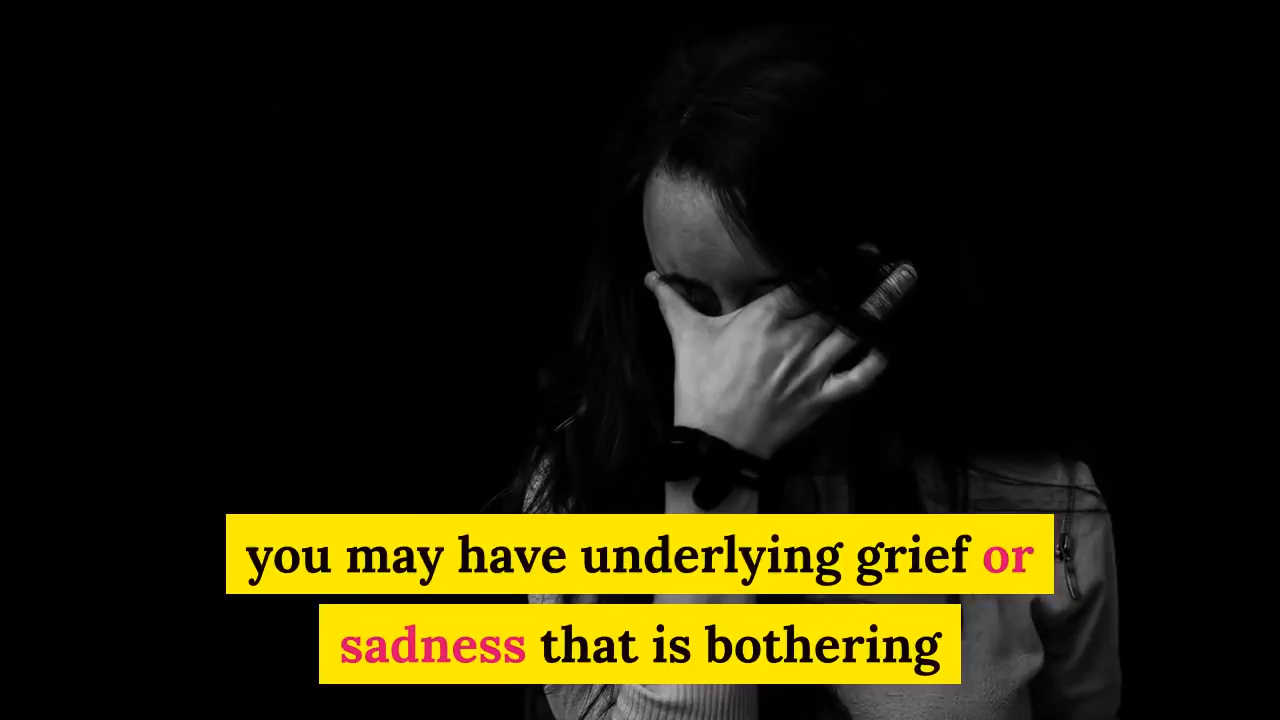 you may have underlying grief or
sadness that is bothering